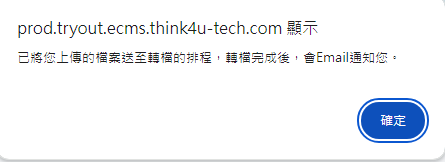 prod.tryout.ecms.think4u-tech.com 顯示
已將您上傳的檔案送至轉檔的排程，轉檔完成後，會Email通知您。
確定